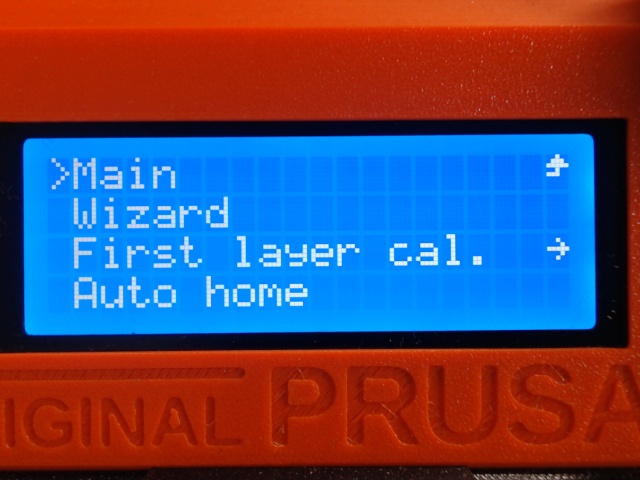 >Main
Wizard
First layer cal. →
Auto home
IGINAL PRUSA